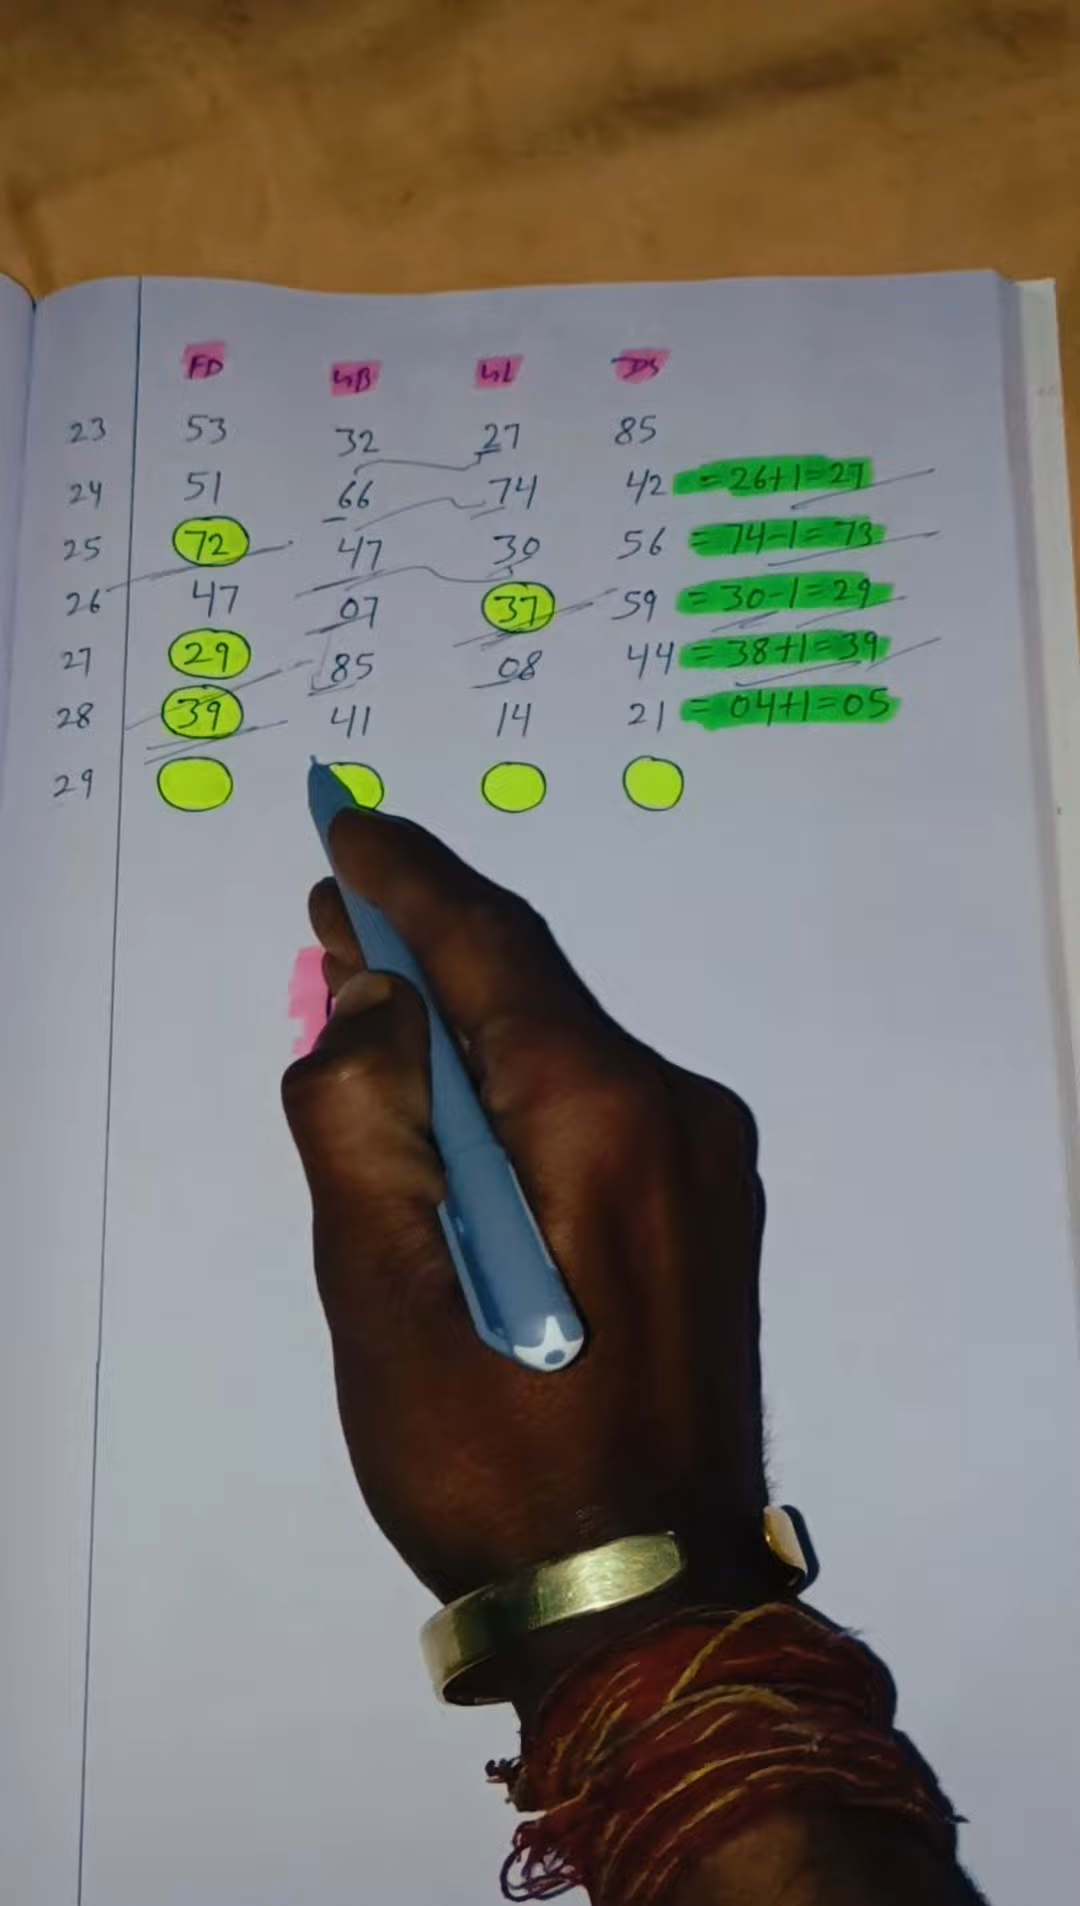 FD GB GL DS
23 53 32 27 85
24 51 66 74 42 = 26+1=27
25 72 47 30 56 = 74-1=73
26 47 07 37 59 = 30-1=29
27 29 85 08 44 = 38+1=39
28 39 41 14 21 = 04+1=05
29